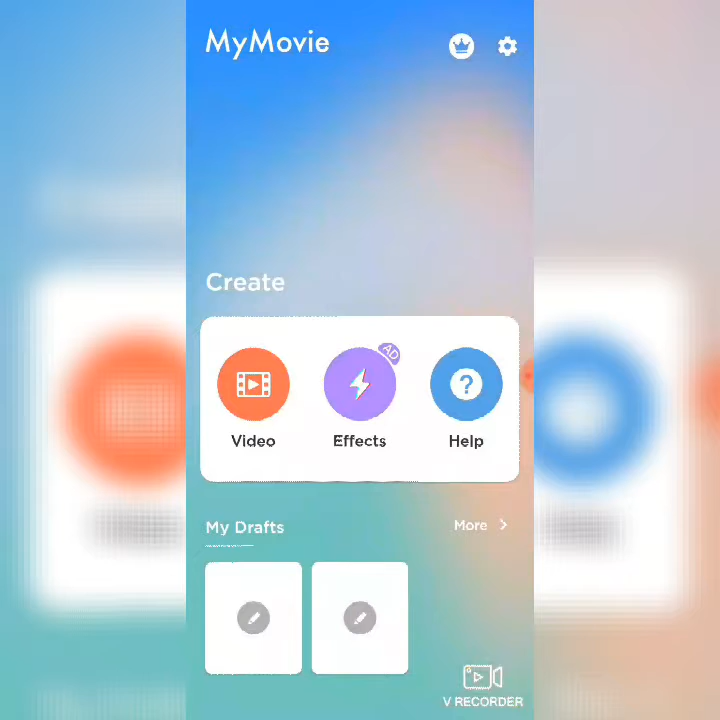 MyMovie
Create
AD
?
Video
Effects
Help
My Drafts
More
V RECORDER